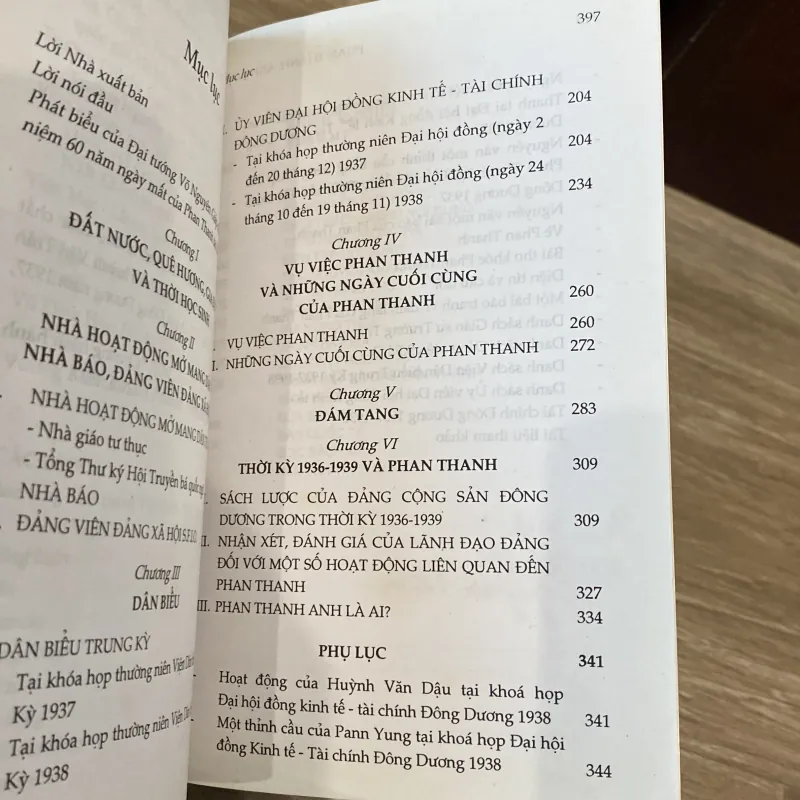 Mục lục
Lời Nhà xuất bản
Lời nói đầu
Phát biểu của Đại tướng Võ Nguyên
niệm 60 năm ngày mất của Phan Thanh
Chương I
ĐẤT NƯỚC, QUÊ HƯƠNG,
VÀ THỜI HỌC SINH
Chương II
NHÀ HOẠT ĐỘNG MỞ MANG
NHÀ BÁO, ĐẢNG VIÊN ĐẢNG
NHÀ HOẠT ĐỘNG MỞ MANG
- Nhà giáo tư thục
- Tổng Thư ký Hội Truyền bá
NHÀ BÁO
ĐẢNG VIÊN ĐẢNG XÃ HỘI
Chương III
DÂN BIỂU
DÂN BIỂU TRUNG KỲ
Tại khóa họp thường niên Viện
Kỳ 1937
Tại khóa họp thường niên Viện
Kỳ 1938
397
Mục lục
ỦY VIÊN ĐẠI HỘI ĐỒNG KINH TẾ - TÀI CHÍNH
ĐÔNG DƯƠNG 204
- Tại khóa họp thường niên Đại hội đồng (ngày 2
đến 20 tháng 12) 1937 204
- Tại khóa họp thường niên Đại hội đồng (ngày 24
tháng 10 đến 19 tháng 11) 1938 234
Chương IV
VỤ VIỆC PHAN THANH
VÀ NHỮNG NGÀY CUỐI CÙNG
CỦA PHAN THANH 260
VỤ VIỆC PHAN THANH 260
I. NHỮNG NGÀY CUỐI CÙNG CỦA PHAN THANH 272
Chương V
ĐÁM TANG 283
Chương VI
THỜI KỲ 1936-1939 VÀ PHAN THANH 309
SÁCH LƯỢC CỦA ĐẢNG CỘNG SẢN ĐÔNG
DƯƠNG TRONG THỜI KỲ 1936-1939 309
II. NHẬN XÉT, ĐÁNH GIÁ CỦA LÃNH ĐẠO ĐẢNG
ĐỐI VỚI MỘT SỐ HOẠT ĐỘNG LIÊN QUAN ĐẾN
PHAN THANH 327
III. PHAN THANH ANH LÀ AI? 334
PHỤ LỤC 341
Hoạt động của Huỳnh Văn Dậu tại khoá họp
Đại hội đồng kinh tế - tài chính Đông Dương 1938 341
Một thỉnh cầu của Pann Yung tại khoá họp Đại hội
đồng Kinh tế - Tài chính Đông Dương 1938 344